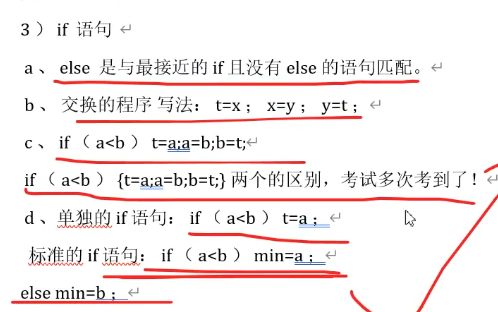 3 ） if 语句
a 、 else 是与最接近的 if 且没有 else 的语句匹配。
b 、 交换的程序 写法： t=x ； x=y ； y=t ；
c 、 if （ a<b ） t=a;a=b;b=t;
if （ a<b ） {t=a;a=b;b=t;} 两个的区别，考试多次考到了！
d 、单独的 if 语句： if （ a<b ） t=a ；
标准的 if 语句： if （ a<b ） min=a ；
else min=b ；